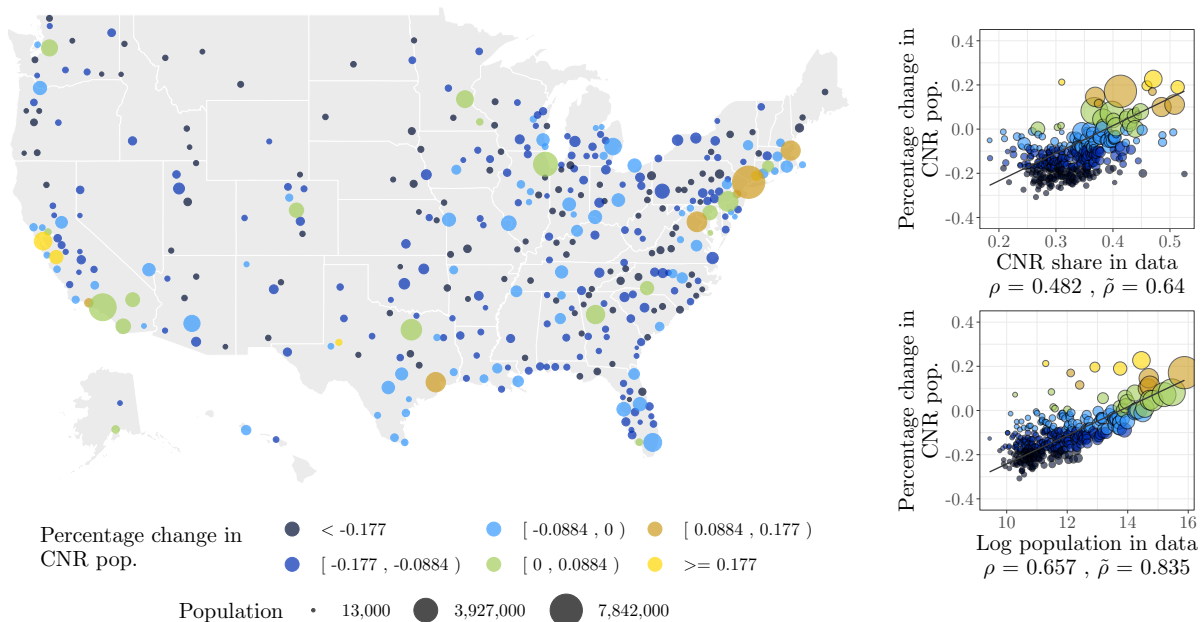 Percentage change in
CNR pop.
0.4
0.2
0.0
-0.2
-0.4
0.2
0.3
0.4
0.5
CNR share in data
ρ = 0.482 , ρ̃ = 0.64
Percentage change in
CNR pop.
0.4
0.2
0.0
-0.2
-0.4
10
12
14
16
Log population in data
ρ = 0.657 , ρ̃ = 0.835
Percentage change in
CNR pop.
< -0.177
[ -0.0884 , 0 )
[ 0.0884 , 0.177 )
[ -0.177 , -0.0884 )
[ 0 , 0.0884 )
>= 0.177
Population
13,000
3,927,000
7,842,000